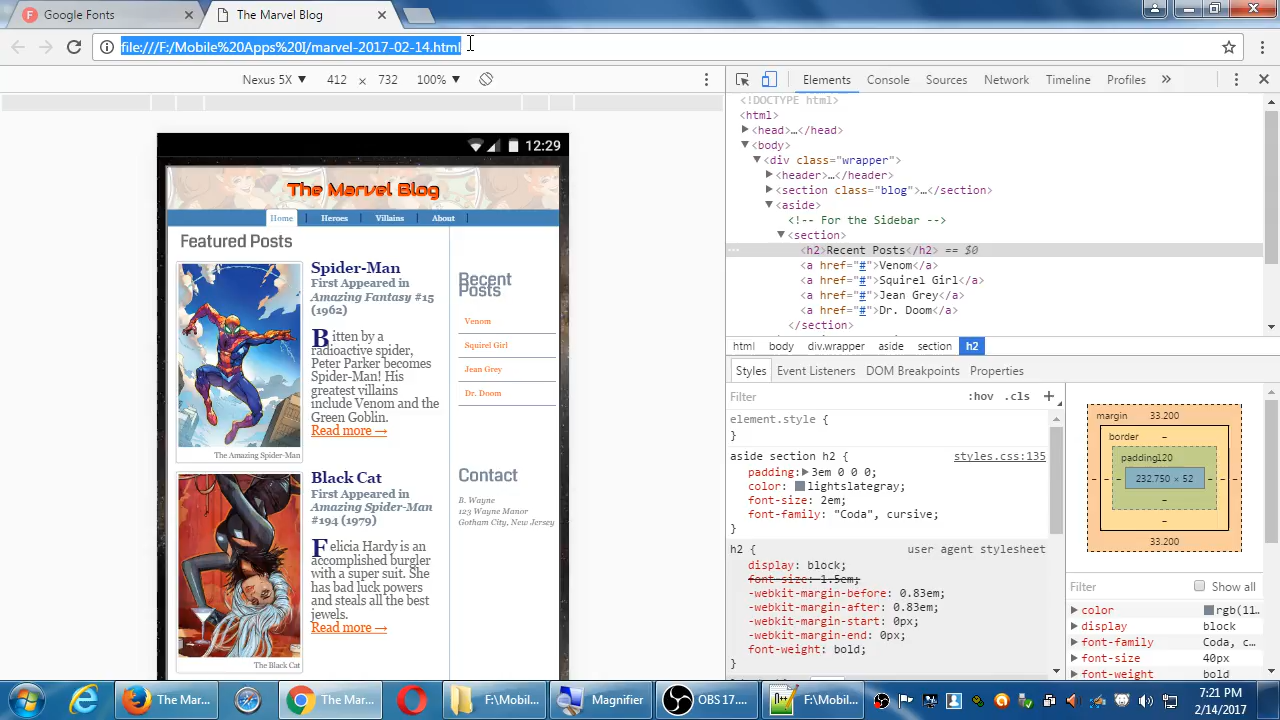 Google Fonts
The Marvel Blog
file:///F:/Mobile%20Apps%20I/marvel-2017-02-14.html
Nexus 5X ▼ 412 × 732 100% ▼
Elements Console Sources Network Timeline Profiles »
12:29
The Marvel Blog
Home Heroes Villains About
Featured Posts
Spider-Man
First Appeared in
Amazing Fantasy #15
(1962)
Bitten by a
radioactive spider,
Peter Parker becomes
Spider-Man! His
greatest villains
include Venom and the
Green Goblin.
Read more →
The Amazing Spider-Man
Black Cat
First Appeared in
Amazing Spider-Man
#194 (1979)
Felicia Hardy is an
accomplished burglar
with a super suit. She
has bad luck powers
and steals all the best
jewels.
Read more →
The Black Cat
Recent
Posts
Venom
Squirel Girl
Jean Grey
Dr. Doom
Contact
B. Wayne
123 Wayne Manor
Gotham City, New Jersey
<!DOCTYPE html>
<html>
<head>…</head>
<body>
<div class="wrapper">
<header>…</header>
<section class="blog">…</section>
<aside>
<!-- For the Sidebar -->
<section>
<h2>Recent Posts</h2> == $0
<a href="#">Venom</a>
<a href="#">Squirel Girl</a>
<a href="#">Jean Grey</a>
<a href="#">Dr. Doom</a>
</section>
html body div.wrapper aside section h2
Styles Event Listeners DOM Breakpoints Properties
Filter :hov .cls +
element.style {
}
aside section h2 { styles.css:135
padding: 3em 0 0 0;
color: lightslategray;
font-size: 2em;
font-family: "Coda", cursive;
}
h2 { user agent stylesheet
display: block;
font-size: 1.5em;
-webkit-margin-before: 0.83em;
-webkit-margin-after: 0.83em;
-webkit-margin-start: 0px;
-webkit-margin-end: 0px;
font-weight: bold;
}
margin 33.200
border –
padding120
232.750 × 52
33.200
Filter Show all
color rgb(11…
display block
font-family Coda, c…
font-size 40px
font-weight bold
The Mar...
The Mar...
F:\Mobil...
Magnifier
OBS 17....
F:\Mobil...
7:21 PM
2/14/2017